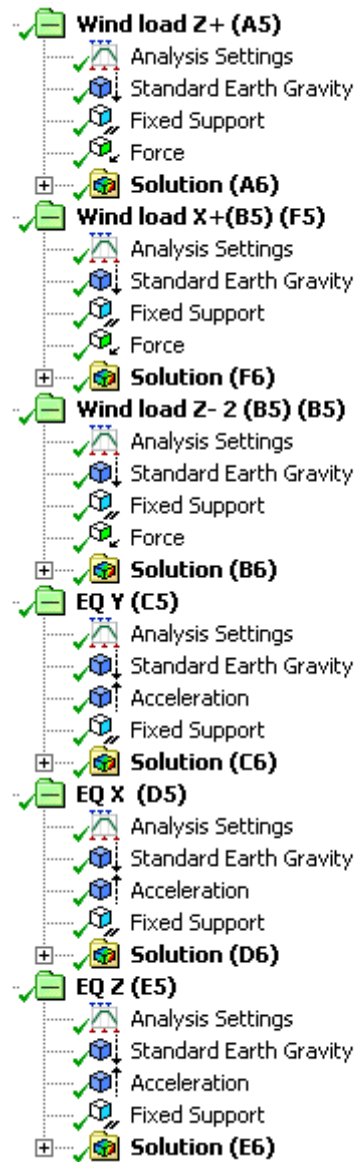 Wind load Z+ (A5)
Analysis Settings
Standard Earth Gravity
Fixed Support
Force
Solution (A6)
Wind load X+(B5) (F5)
Analysis Settings
Standard Earth Gravity
Fixed Support
Force
Solution (F6)
Wind load Z- 2 (B5) (B5)
Analysis Settings
Standard Earth Gravity
Fixed Support
Force
Solution (B6)
EQ Y (C5)
Analysis Settings
Standard Earth Gravity
Acceleration
Fixed Support
Solution (C6)
EQ X (D5)
Analysis Settings
Standard Earth Gravity
Acceleration
Fixed Support
Solution (D6)
EQ Z (E5)
Analysis Settings
Standard Earth Gravity
Acceleration
Fixed Support
Solution (E6)